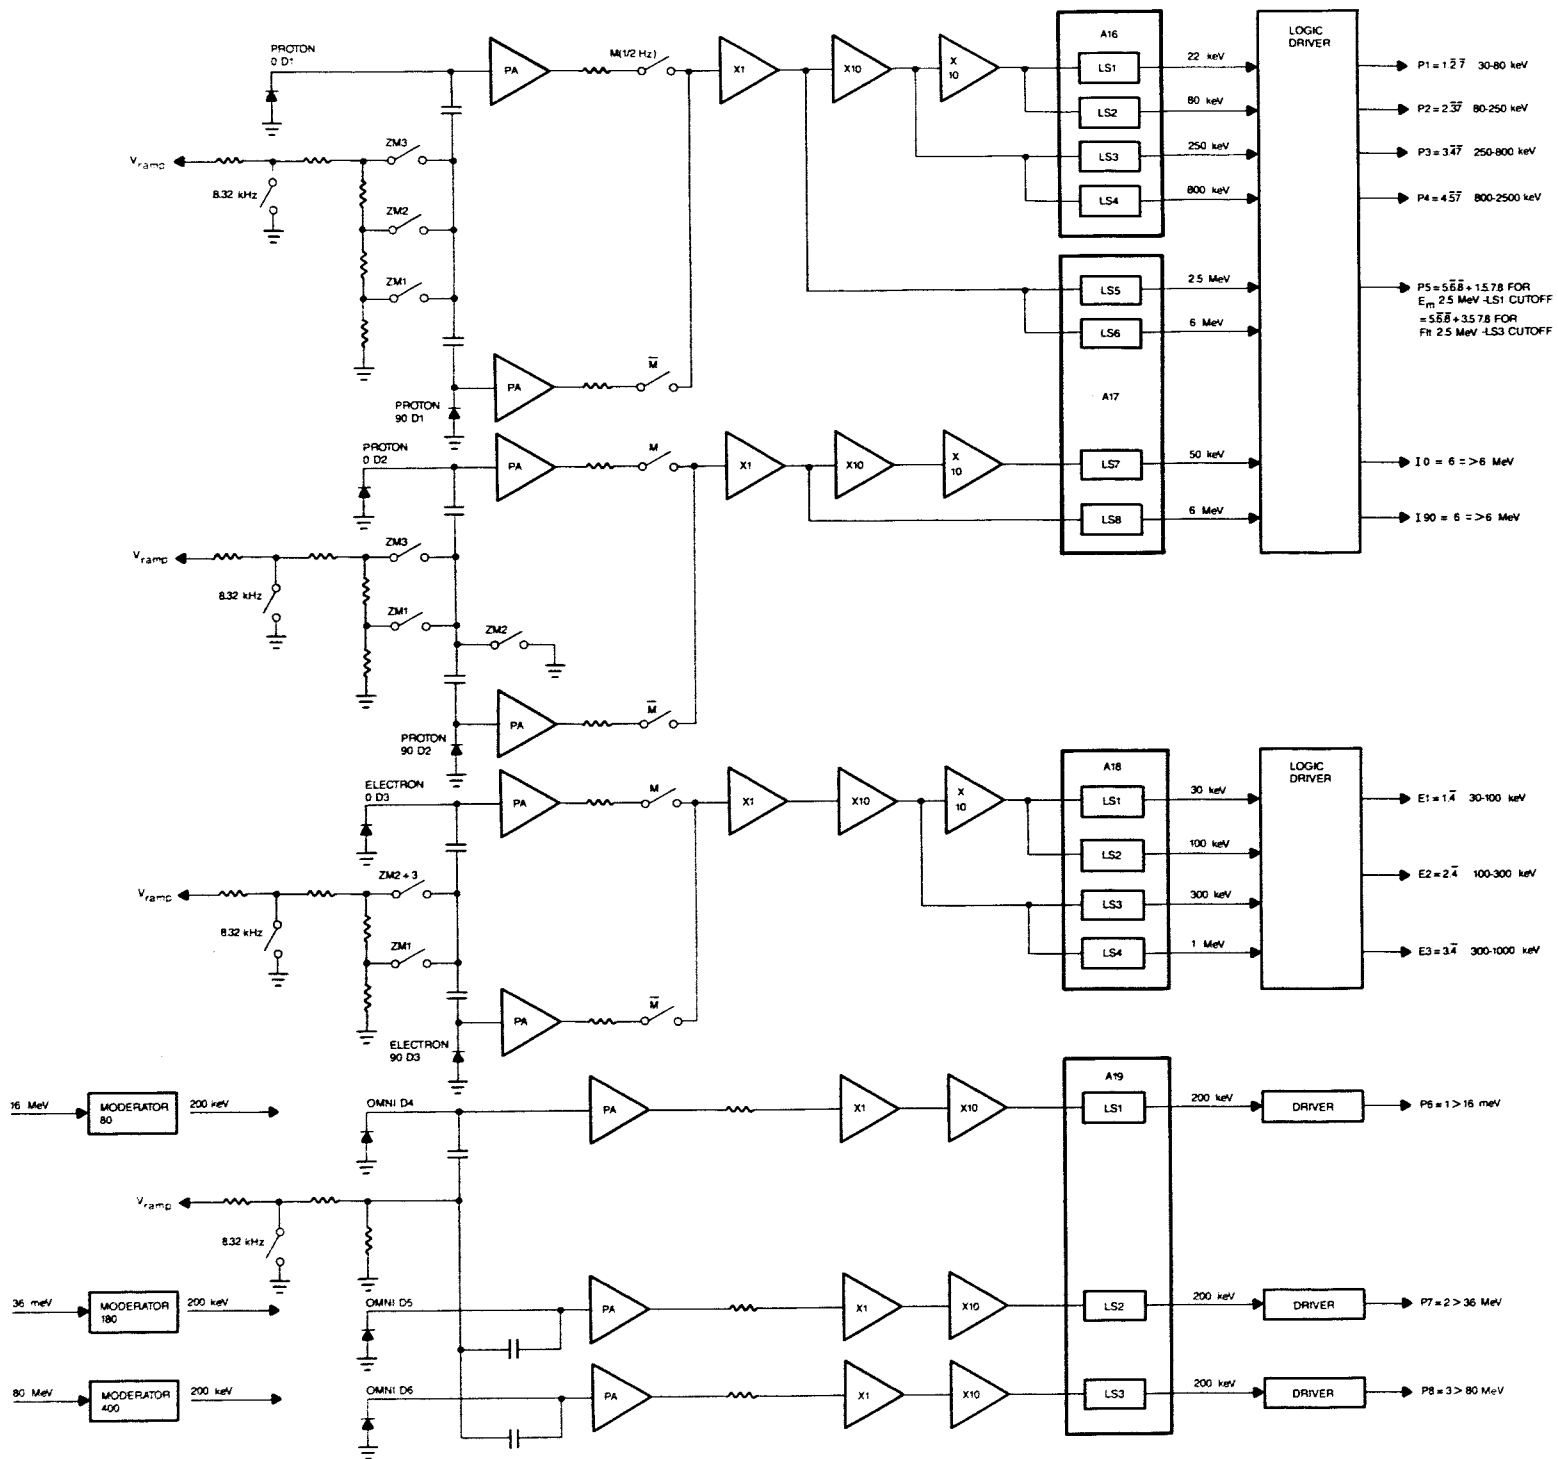 PROTON
0 D1
PA
M(1/2 Hz)
X1
X10
X
10
A16
LS1
22 keV
LS2
80 keV
LS3
250 keV
LS4
800 keV
LOGIC
DRIVER
P1 = 1.2̅ 7̅ 30-80 keV
P2 = 2.3̅7̅ 80-250 keV
P3 = 3.4̅7̅ 250-800 keV
P4 = 4.5̅7̅ 800-2500 keV
Vramp
8.32 kHz
ZM3
ZM2
ZM1
LS5
2.5 MeV
LS6
6 MeV
P5 = 5.6̅.8̅ + 1.5.7.8 FOR
Em 2.5 MeV -LS1 CUTOFF
= 5.6̅.8̅ + 3.5 7.8 FOR
Flt 2.5 MeV -LS3 CUTOFF
PA
M̅
PROTON
90 D1
A17
PROTON
0 D2
PA
M
X1
X10
X
10
LS7
50 keV
LS8
6 MeV
I 0 = 6 = >6 MeV
I 90 = 6 = >6 MeV
Vramp
8.32 kHz
ZM3
ZM1
ZM2
PA
M̅
PROTON
90 D2
ELECTRON
0 D3
PA
M
X1
X10
X
10
A18
LS1
30 keV
LS2
100 keV
LS3
300 keV
LS4
1 MeV
LOGIC
DRIVER
E1 = 1.4̅ 30-100 keV
E2 = 2.4̅ 100-300 keV
E3 = 3.4̅ 300-1000 keV
Vramp
8.32 kHz
ZM2 + 3
ZM1
PA
M̅
ELECTRON
90 D3
16 MeV
MODERATOR
80
200 keV
OMNI D4
PA
X1
X10
A19
LS1
200 keV
DRIVER
P6 = 1 > 16 meV
Vramp
8.32 kHz
36 meV
MODERATOR
180
200 keV
OMNI D5
PA
X1
X10
LS2
200 keV
DRIVER
P7 = 2 > 36 MeV
80 MeV
MODERATOR
400
200 keV
OMNI D6
PA
X1
X10
LS3
200 keV
DRIVER
P8 = 3 > 80 MeV